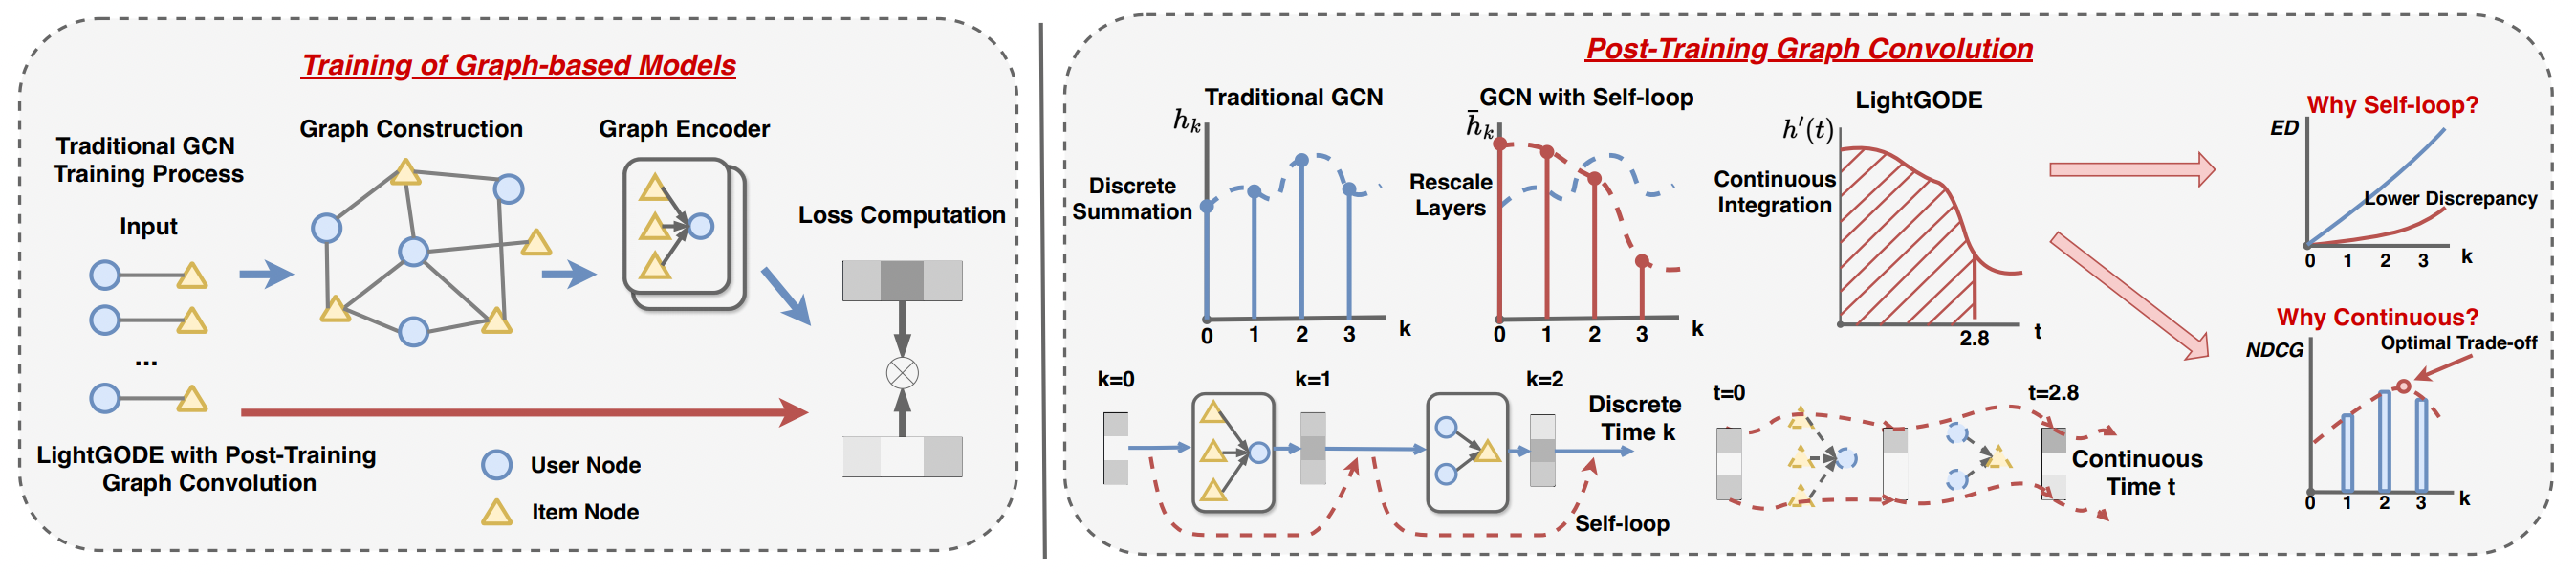 Training of Graph-based Models
Traditional GCN
Training Process
Input
...
Graph Construction
Graph Encoder
Loss Computation
LightGODE with Post-Training
Graph Convolution
User Node
Item Node
Post-Training Graph Convolution
Traditional GCN
h_k
Discrete
Summation
0 1 2 3 k
GCN with Self-loop
h̄_k
Rescale
Layers
0 1 2 3 k
LightGODE
h′(t)
Continuous
Integration
2.8 t
k=0
k=1
k=2
Discrete
Time k
Self-loop
t=0
t=2.8
Continuous
Time t
Why Self-loop?
ED
Lower Discrepancy
0 1 2 3 k
Why Continuous?
NDCG
Optimal Trade-off
0 1 2 3 k